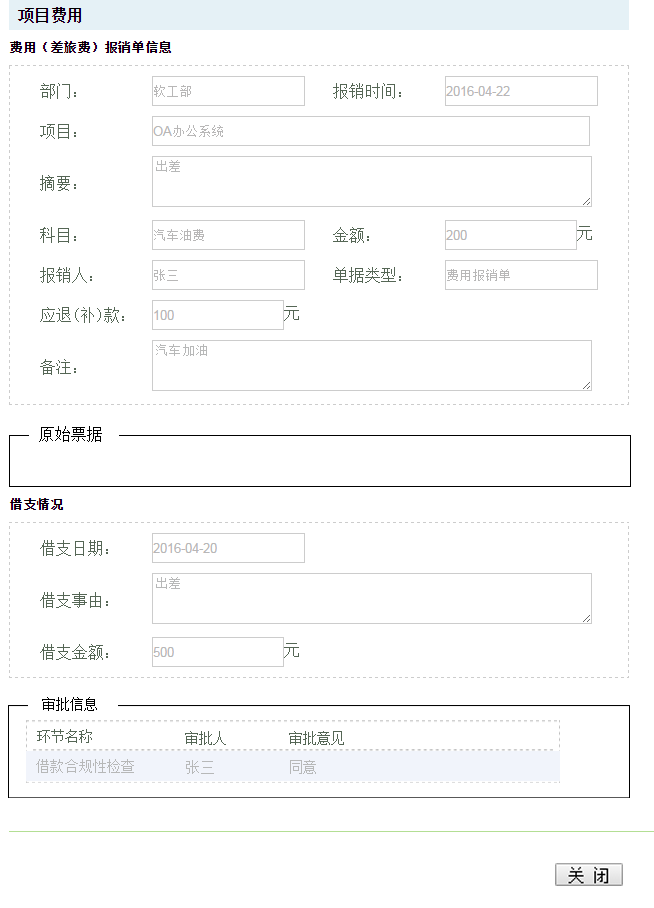 项目费用
费用（差旅费）报销单信息
部门： 软工部 报销时间： 2016-04-22
项目： OA办公系统
摘要： 出差
科目： 汽车油费 金额： 200 元
报销人： 张三 单据类型： 费用报销单
应退(补)款： 100 元
备注： 汽车加油
原始票据
借支情况
借支日期： 2016-04-20
借支事由： 出差
借支金额： 500 元
审批信息
环节名称 审批人 审批意见
借款合规性检查 张三 同意
关 闭